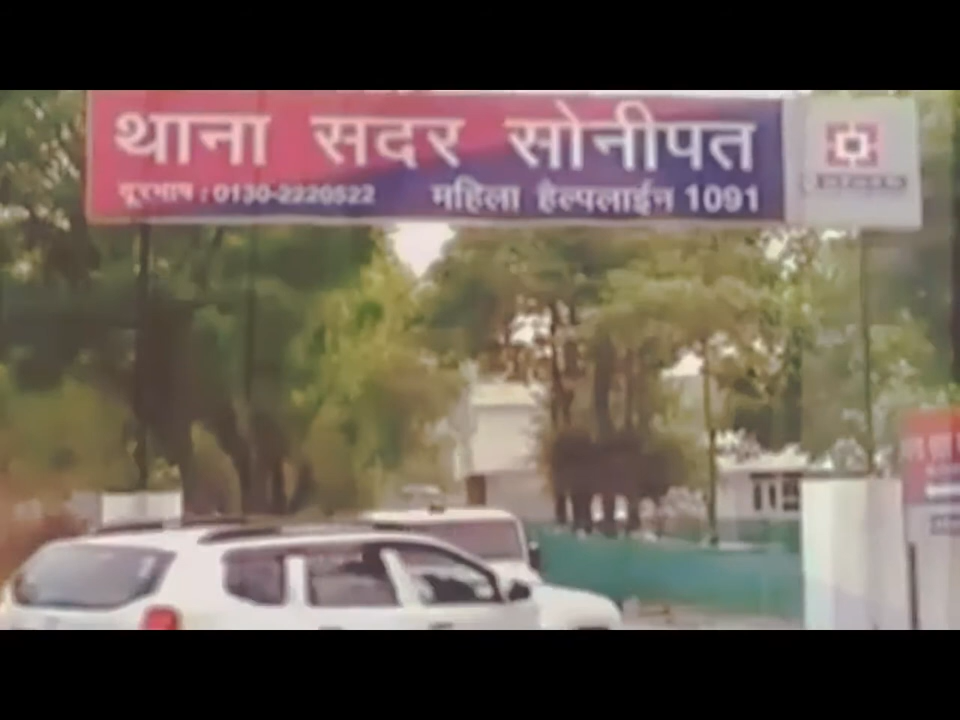 थाना सदर सोनीपत
दूरभाष : 0130-2220522 महिला हेल्पलाईन 1091